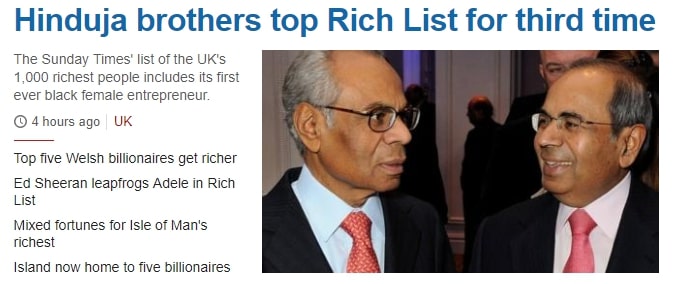 Hinduja brothers top Rich List for third time
The Sunday Times' list of the UK's
1,000 richest people includes its first
ever black female entrepreneur.
4 hours ago UK
Top five Welsh billionaires get richer
Ed Sheeran leapfrogs Adele in Rich
List
Mixed fortunes for Isle of Man's
richest
Island now home to five billionaires